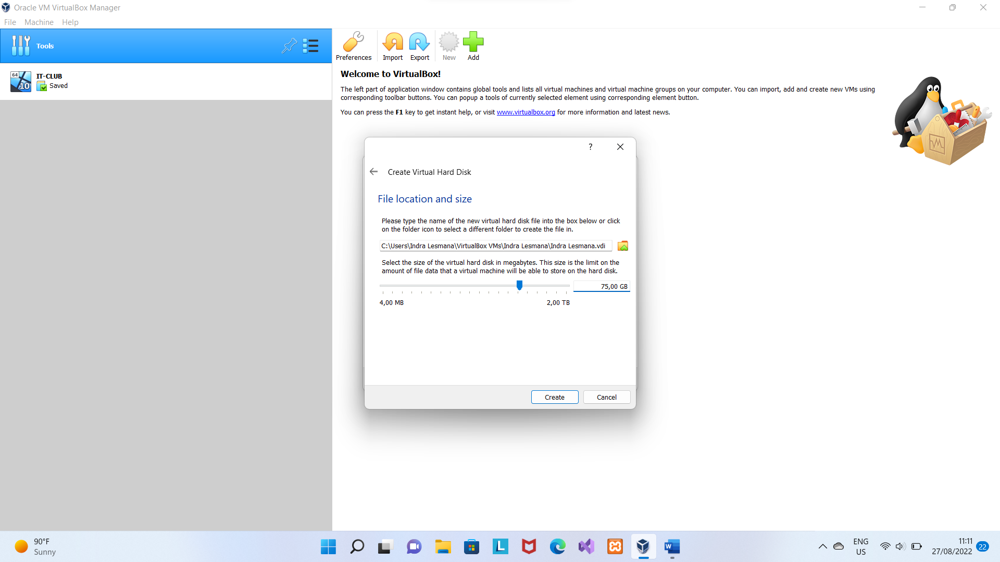 Oracle VM VirtualBox Manager
File Machine Help
Tools
IT-CLUB
Saved
64
10
Preferences
Import
Export
New
Add
Welcome to VirtualBox!
The left part of application window contains global tools and lists all virtual machines and virtual machine groups on your computer. You can import, add and create new VMs using
corresponding toolbar buttons. You can popup a tools of currently selected element using corresponding element button.
You can press the F1 key to get instant help, or visit www.virtualbox.org for more information and latest news.
?
Create Virtual Hard Disk
File location and size
Please type the name of the new virtual hard disk file into the box below or click
on the folder icon to select a different folder to create the file in.
C:\Users\Indra Lesmana\VirtualBox VMs\Indra Lesmana\Indra Lesmana.vdi
Select the size of the virtual hard disk in megabytes. This size is the limit on the
amount of file data that a virtual machine will be able to store on the hard disk.
75,00 GB
4,00 MB
2,00 TB
Create
Cancel
90°F
Sunny
L
W
ENG
US
11:11
27/08/2022
22